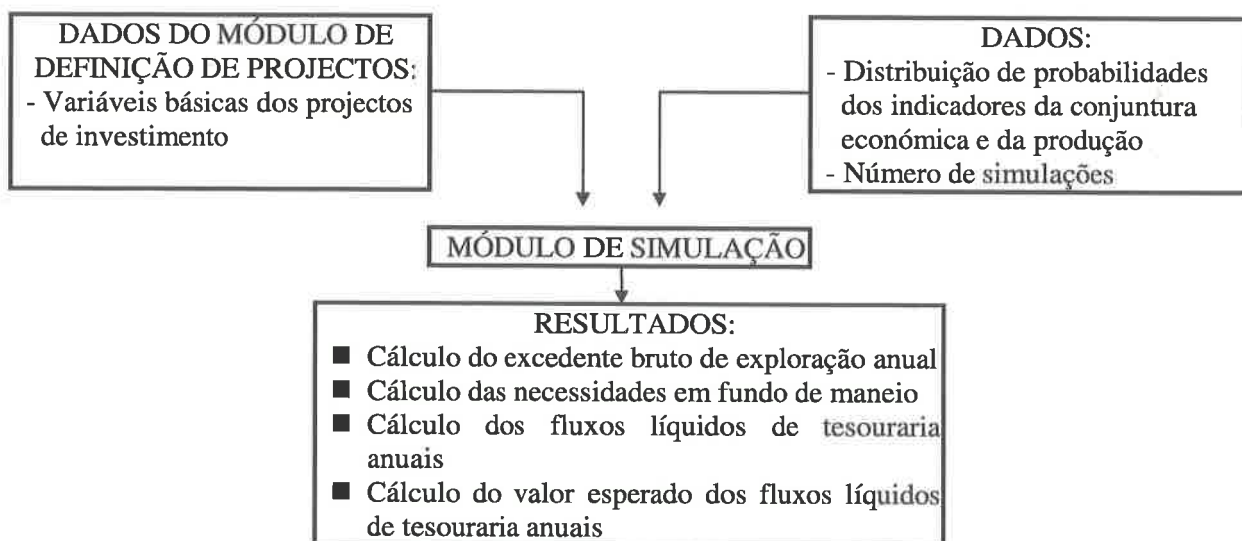 DADOS DO MÓDULO DE
DEFINIÇÃO DE PROJECTOS:
- Variáveis básicas dos projectos
de investimento
DADOS:
- Distribuição de probabilidades
dos indicadores da conjuntura
económica e da produção
- Número de simulações
MÓDULO DE SIMULAÇÃO
RESULTADOS:
■ Cálculo do excedente bruto de exploração anual
■ Cálculo das necessidades em fundo de maneio
■ Cálculo dos fluxos líquidos de tesouraria
anuais
■ Cálculo do valor esperado dos fluxos líquidos
de tesouraria anuais